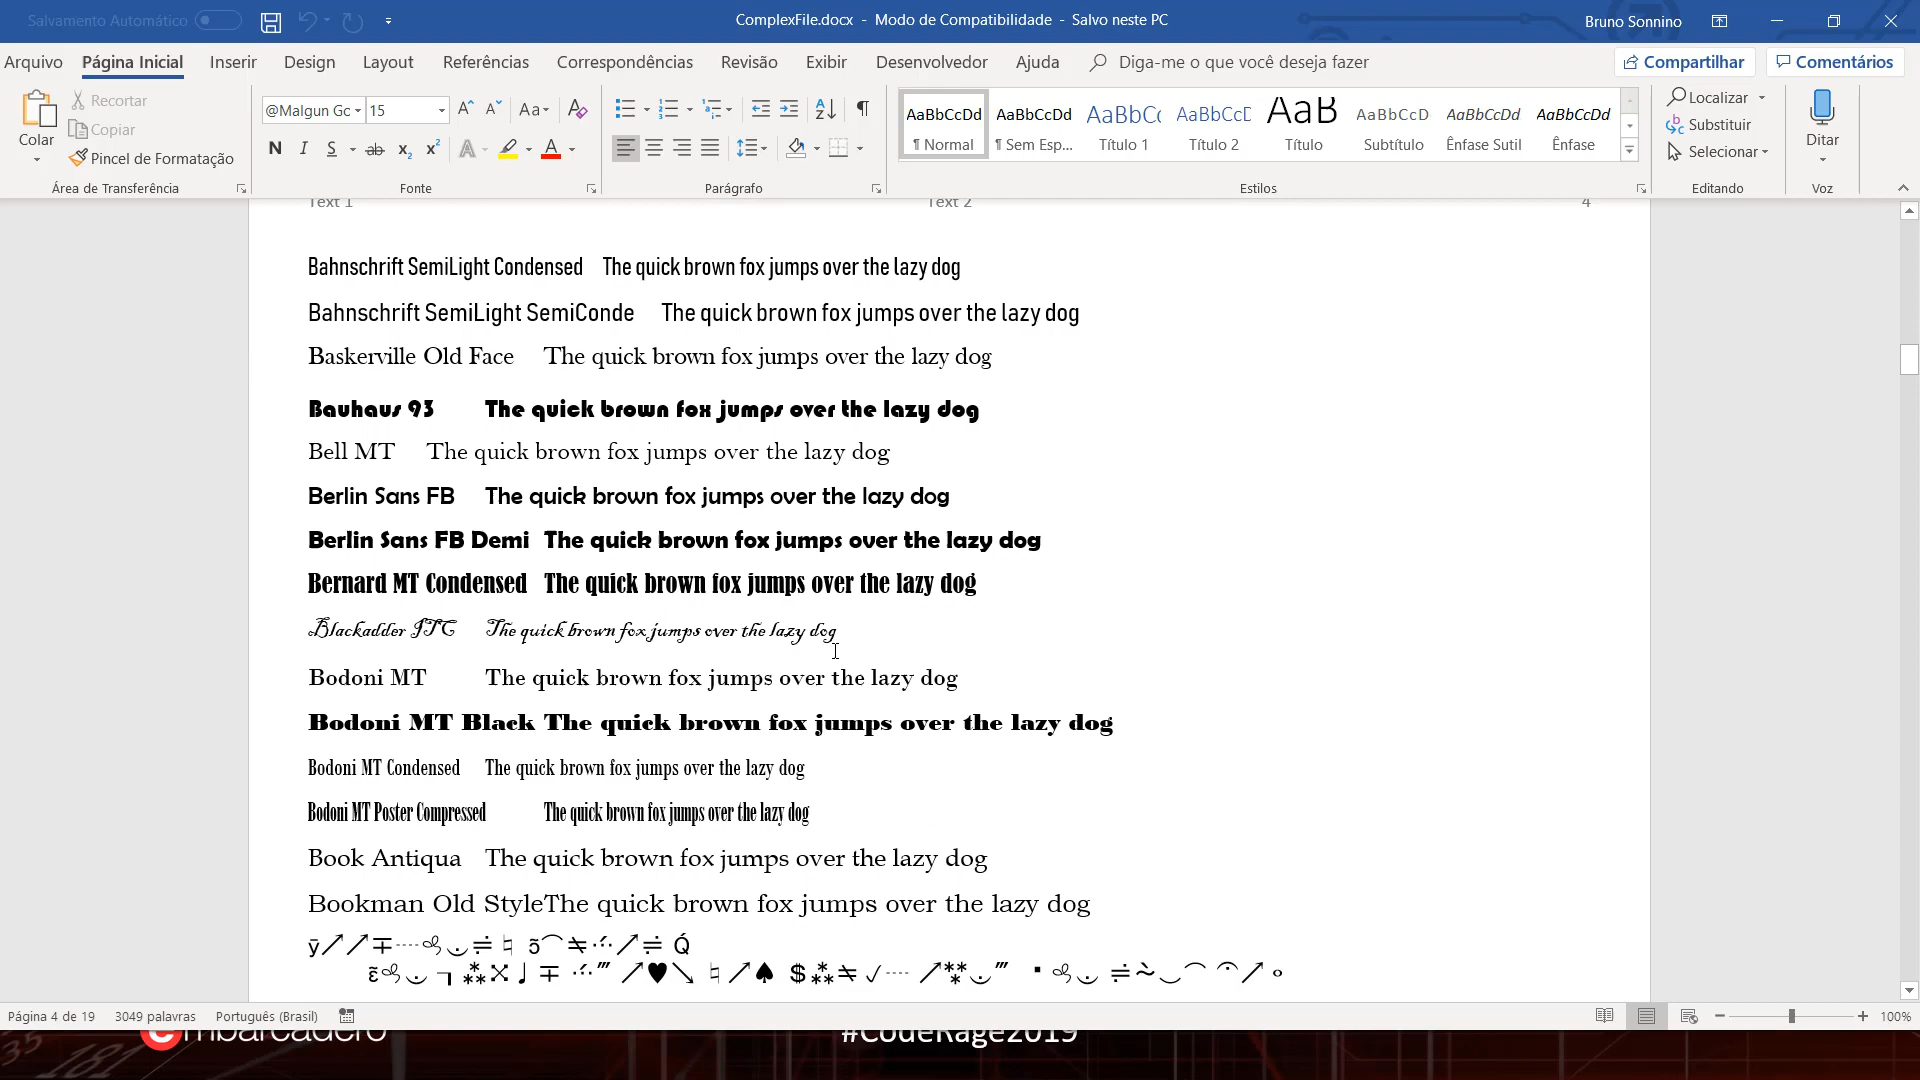 Salvamento Automático
ComplexFile.docx - Modo de Compatibilidade - Salvo neste PC
Bruno Sonnino
Arquivo Página Inicial Inserir Design Layout Referências Correspondências Revisão Exibir Desenvolvedor Ajuda Diga-me o que você deseja fazer Compartilhar Comentários
Colar
Recortar
Copiar
Pincel de Formatação
Área de Transferência
@Malgun Gc 15
Aa
N I S ab x₂ x²
Fonte
Parágrafo
AaBbCcDd AaBbCcDd AaBbCc AaBbCcD AaB AaBbCcD AaBbCcDd AaBbCcDd
¶ Normal ¶ Sem Esp... Título 1 Título 2 Título Subtítulo Ênfase Sutil Ênfase
Estilos
Localizar
Substituir
Selecionar
Editando
Ditar
Voz
Text 1 Text 2 4
Bahnschrift SemiLight Condensed The quick brown fox jumps over the lazy dog
Bahnschrift SemiLight SemiConde The quick brown fox jumps over the lazy dog
Baskerville Old Face The quick brown fox jumps over the lazy dog
Bauhaus 93 The quick brown fox jumps over the lazy dog
Bell MT The quick brown fox jumps over the lazy dog
Berlin Sans FB The quick brown fox jumps over the lazy dog
Berlin Sans FB Demi The quick brown fox jumps over the lazy dog
Bernard MT Condensed The quick brown fox jumps over the lazy dog
Blackadder ITC The quick brown fox jumps over the lazy dog
Bodoni MT The quick brown fox jumps over the lazy dog
Bodoni MT Black The quick brown fox jumps over the lazy dog
Bodoni MT Condensed The quick brown fox jumps over the lazy dog
Bodoni MT Poster Compressed The quick brown fox jumps over the lazy dog
Book Antiqua The quick brown fox jumps over the lazy dog
Bookman Old StyleThe quick brown fox jumps over the lazy dog
Página 4 de 19 3049 palavras Português (Brasil) 100%
embarcadero #CodeRage2019